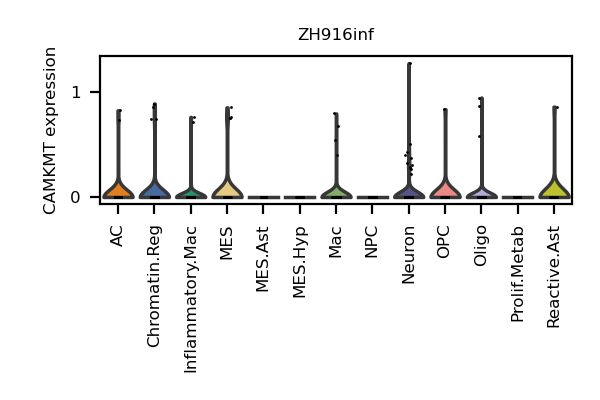 ZH916inf
CAMKMT expression
1
0
AC
Chromatin.Reg
Inflammatory.Mac
MES
MES.Ast
MES.Hyp
Mac
NPC
Neuron
OPC
Oligo
Prolif.Metab
Reactive.Ast